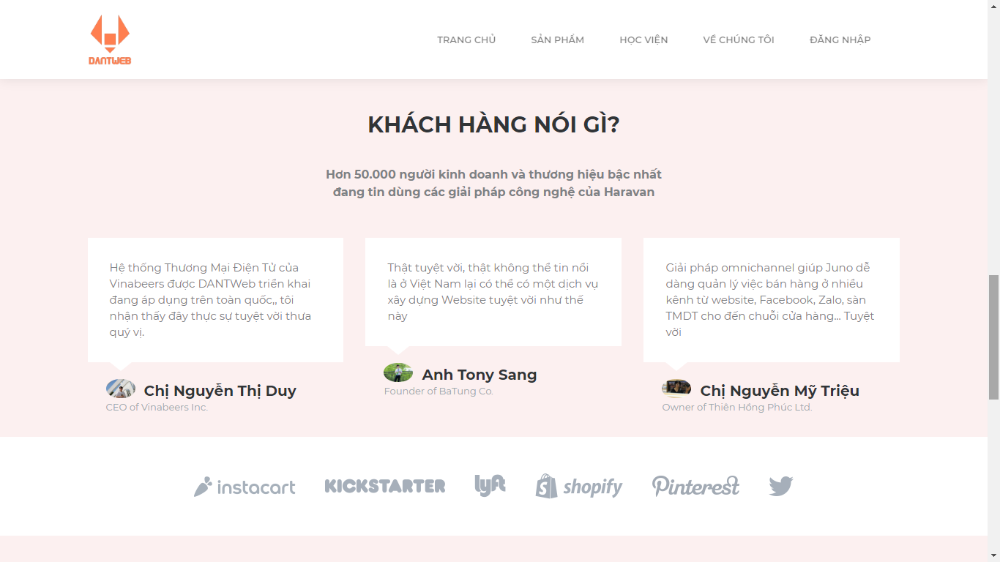 DANTWEB
TRANG CHỦ SẢN PHẨM HỌC VIỆN VỀ CHÚNG TÔI ĐĂNG NHẬP
KHÁCH HÀNG NÓI GÌ?
Hơn 50.000 người kinh doanh và thương hiệu bậc nhất
đang tin dùng các giải pháp công nghệ của Haravan
Hệ thống Thương Mại Điện Tử của
Vinabeers được DANTWeb triển khai
đang áp dụng trên toàn quốc,, tôi
nhận thấy đây thực sự tuyệt vời thưa
quý vị.
Chị Nguyễn Thị Duy
CEO of Vinabeers Inc.
Thật tuyệt vời, thật không thể tin nổi
là ở Việt Nam lại có thể có một dịch vụ
xây dựng Website tuyệt vời như thế
này
Anh Tony Sang
Founder of BaTung Co.
Giải pháp omnichannel giúp Juno dễ
dàng quản lý việc bán hàng ở nhiều
kênh từ website, Facebook, Zalo, sàn
TMDT cho đến chuỗi cửa hàng... Tuyệt
vời
Chị Nguyễn Mỹ Triệu
Owner of Thiên Hồng Phúc Ltd.
instacart KICKSTARTER lyft shopify Pinterest